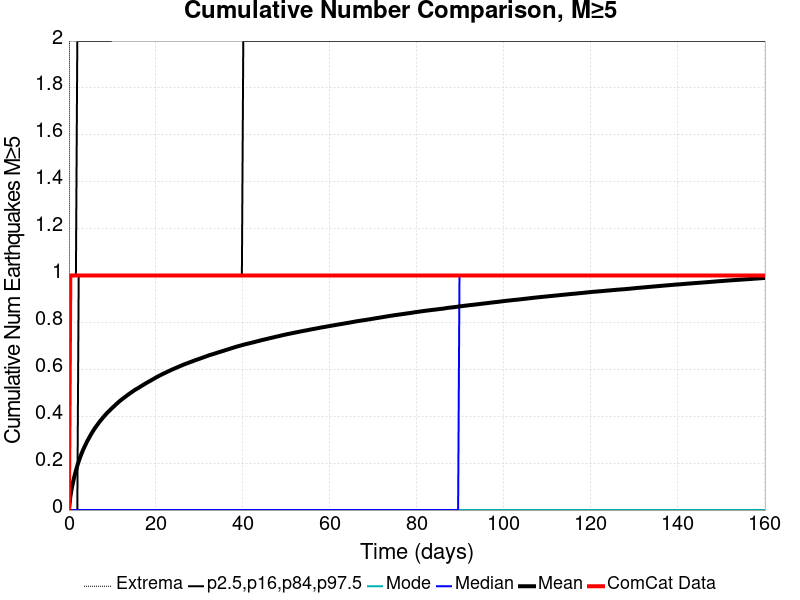 Cumulative Number Comparison, M≥5
Cumulative Num Earthquakes M≥5
2
1.8
1.6
1.4
1.2
1
0.8
0.6
0.4
0.2
0
0 20 40 60 80 100 120 140 160
Time (days)
Extrema p2.5,p16,p84,p97.5 Mode Median Mean ComCat Data